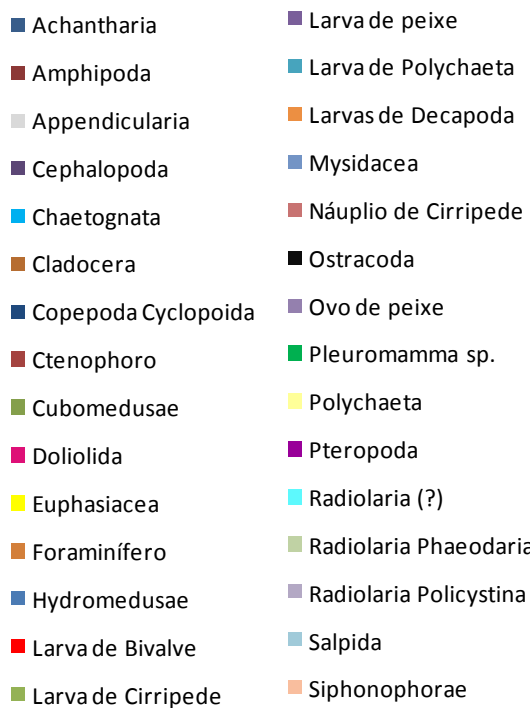 Achantharia
Amphipoda
Appendicularia
Cephalopoda
Chaetognata
Cladocera
Copepoda Cyclopoida
Ctenophoro
Cubomedusae
Doliolida
Euphasiacea
Foraminífero
Hydromedusae
Larva de Bivalve
Larva de Cirripede
Larva de peixe
Larva de Polychaeta
Larvas de Decapoda
Mysidacea
Náuplio de Cirripede
Ostracoda
Ovo de peixe
Pleuromamma sp.
Polychaeta
Pteropoda
Radiolaria (?)
Radiolaria Phaeodaria
Radiolaria Policystina
Salpida
Siphonophorae